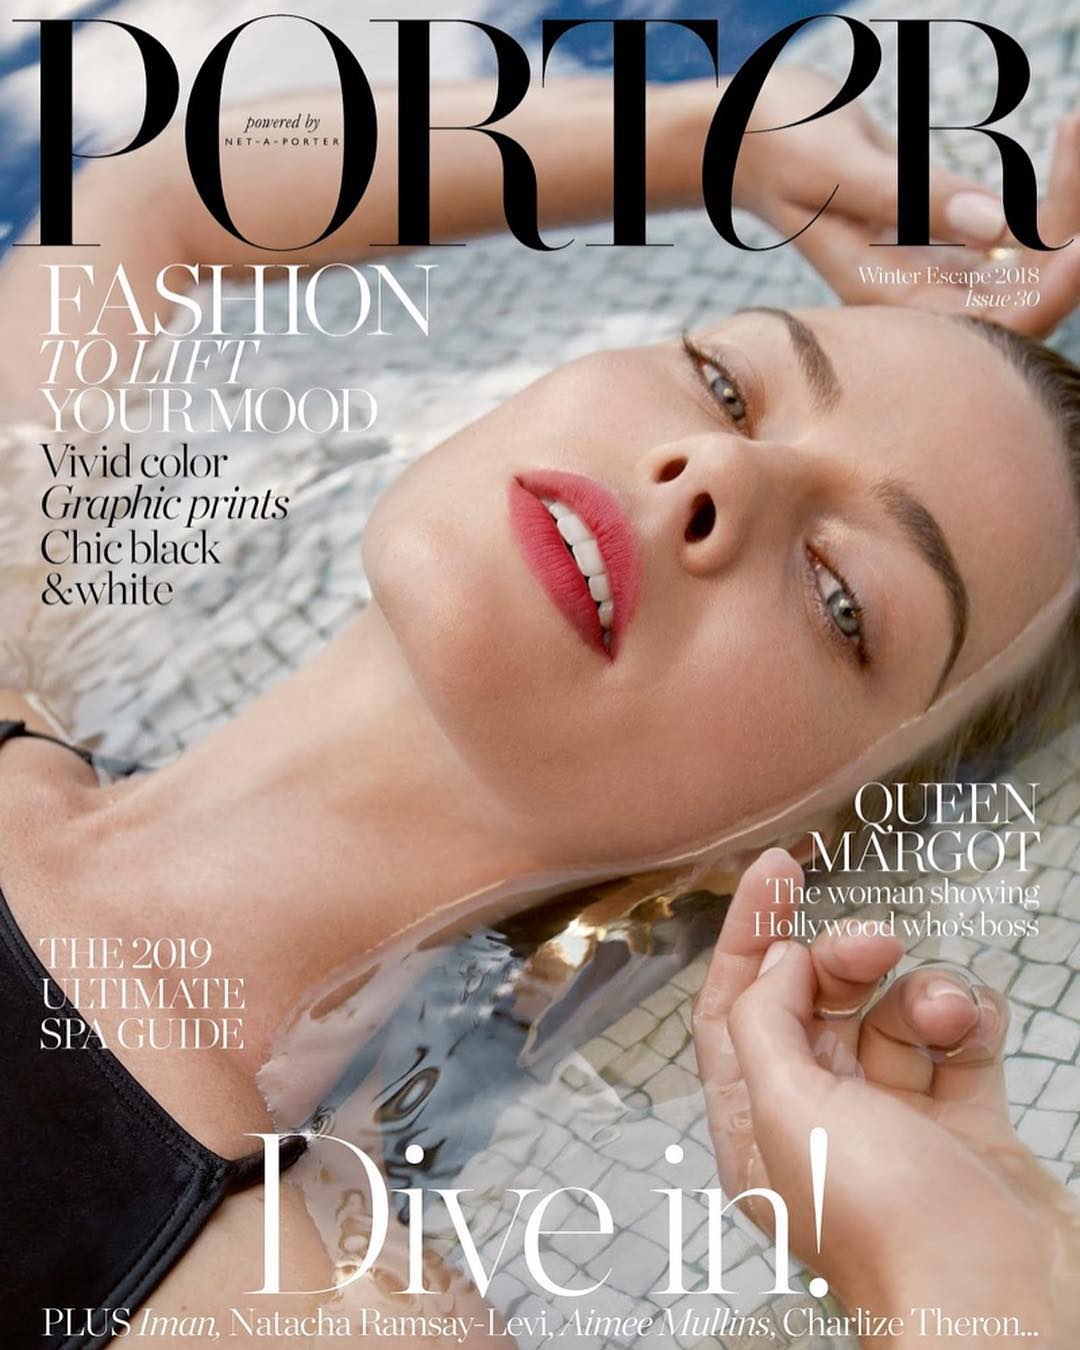 PORTER
powered by
NET-A-PORTER
Winter Escape 2018
Issue 30
FASHION
TO LIFT
YOUR MOOD
Vivid color
Graphic prints
Chic black
&white
QUEEN
MARGOT
The woman showing
Hollywood who's boss
THE 2019
ULTIMATE
SPA GUIDE
Dive in!
PLUS Iman, Natacha Ramsay-Levi, Aimee Mullins, Charlize Theron...